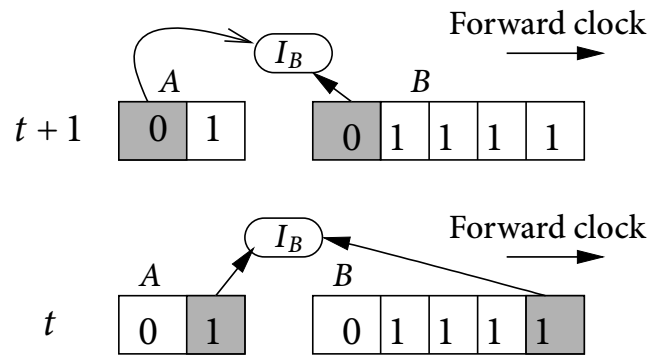 Forward clock
I_B
A B
t + 1 0 1 0 1 1 1 1
Forward clock
I_B
A B
t 0 1 0 1 1 1 1